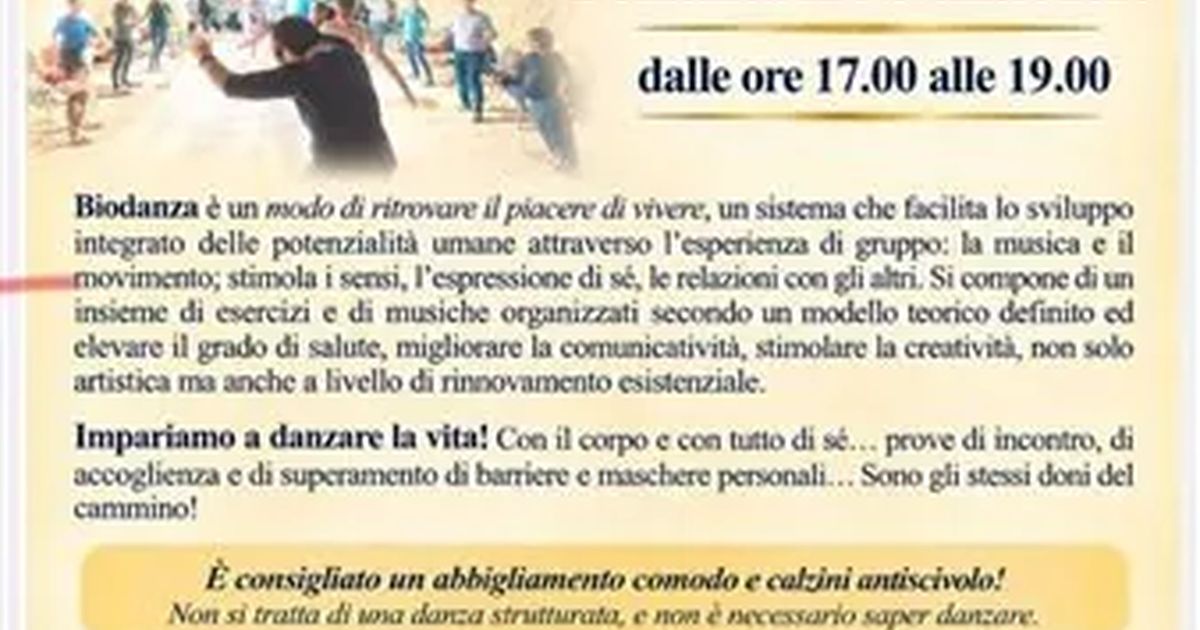 dalle ore 17.00 alle 19.00
Biodanza è un modo di ritrovare il piacere di vivere, un sistema che facilita lo sviluppo
integrato delle potenzialità umane attraverso l'esperienza di gruppo: la musica e il
movimento; stimola i sensi, l'espressione di sé, le relazioni con gli altri. Si compone di un
insieme di esercizi e di musiche organizzati secondo un modello teorico definito ed
elevare il grado di salute, migliorare la comunicatività, stimolare la creatività, non solo
artistica ma anche a livello di rinnovamento esistenziale.
Impariamo a danzare la vita! Con il corpo e con tutto di sé… prove di incontro, di
accoglienza e di superamento di barriere e maschere personali… Sono gli stessi doni del
cammino!
È consigliato un abbigliamento comodo e calzini antiscivolo!
Non si tratta di una danza strutturata, e non è necessario saper danzare.